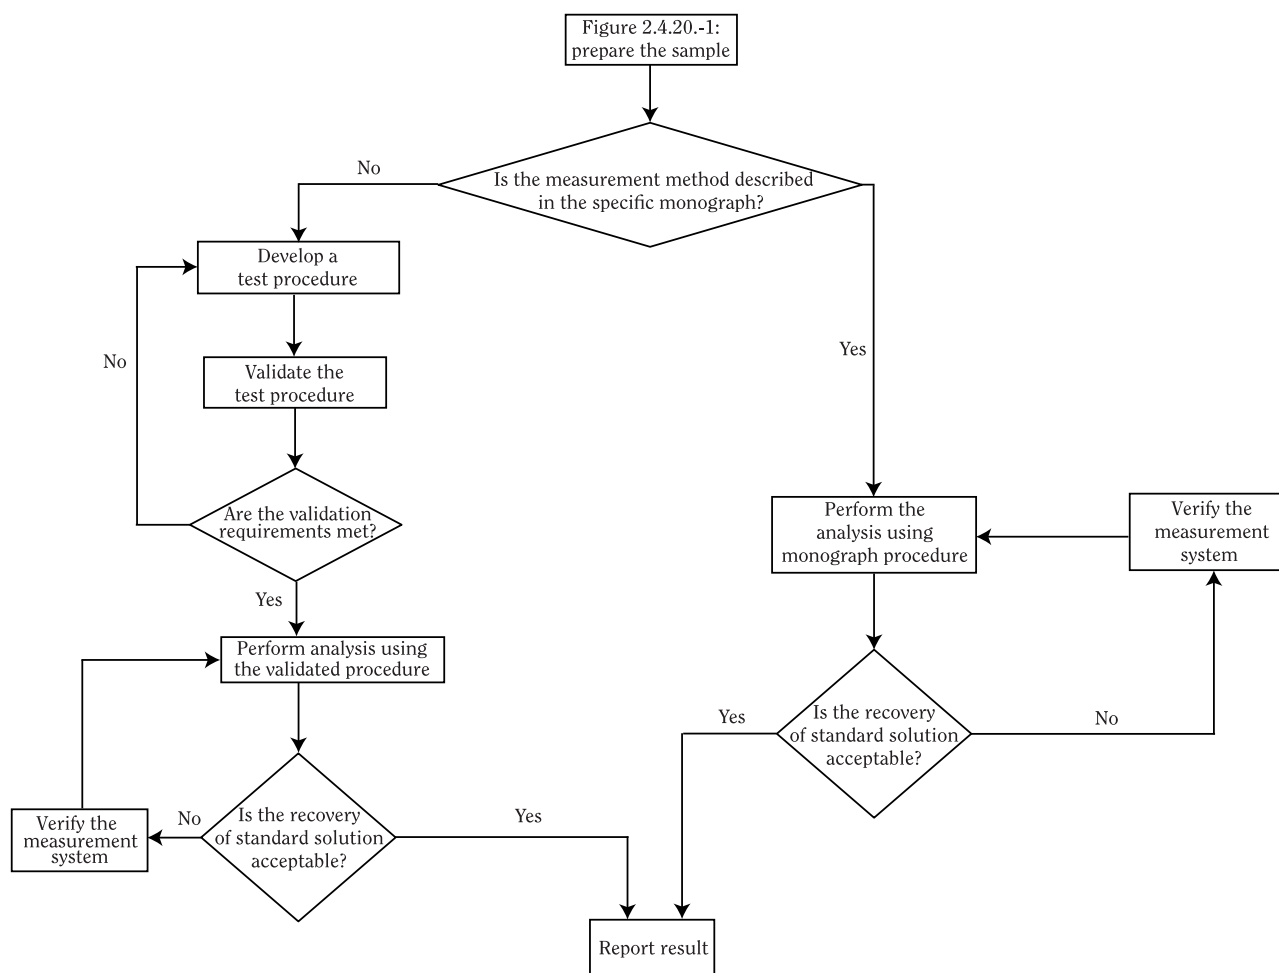 Figure 2.4.20.-1:
prepare the sample
Is the measurement method described
in the specific monograph?
No
Yes
Develop a
test procedure
No
Validate the
test procedure
Are the validation
requirements met?
Yes
Perform analysis using
the validated procedure
Is the recovery
of standard solution
acceptable?
No
Verify the
measurement
system
Yes
Perform the
analysis using
monograph procedure
Verify the
measurement
system
Is the recovery
of standard solution
acceptable?
Yes
No
Report result